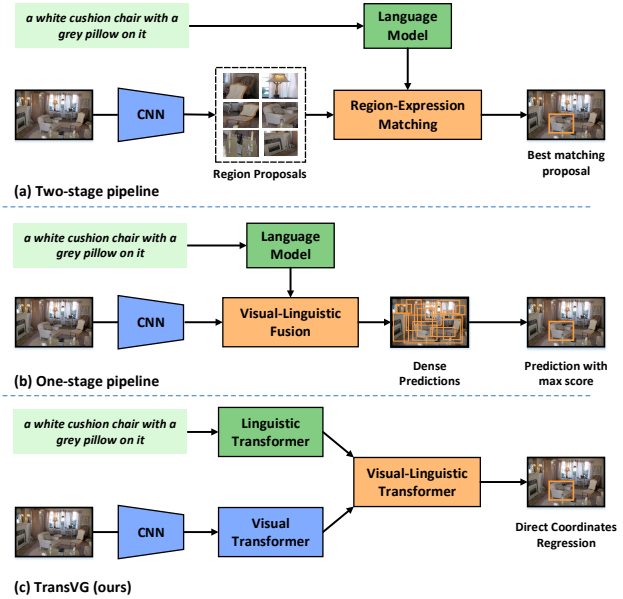 a white cushion chair with a
grey pillow on it
Language
Model
CNN
Region-Expression
Matching
Region Proposals
Best matching
proposal
(a) Two-stage pipeline
a white cushion chair with a
grey pillow on it
Language
Model
CNN
Visual-Linguistic
Fusion
Dense
Predictions
Prediction with
max score
(b) One-stage pipeline
a white cushion chair with a
grey pillow on it
Linguistic
Transformer
Visual-Linguistic
Transformer
CNN
Visual
Transformer
Direct Coordinates
Regression
(c) TransVG (ours)